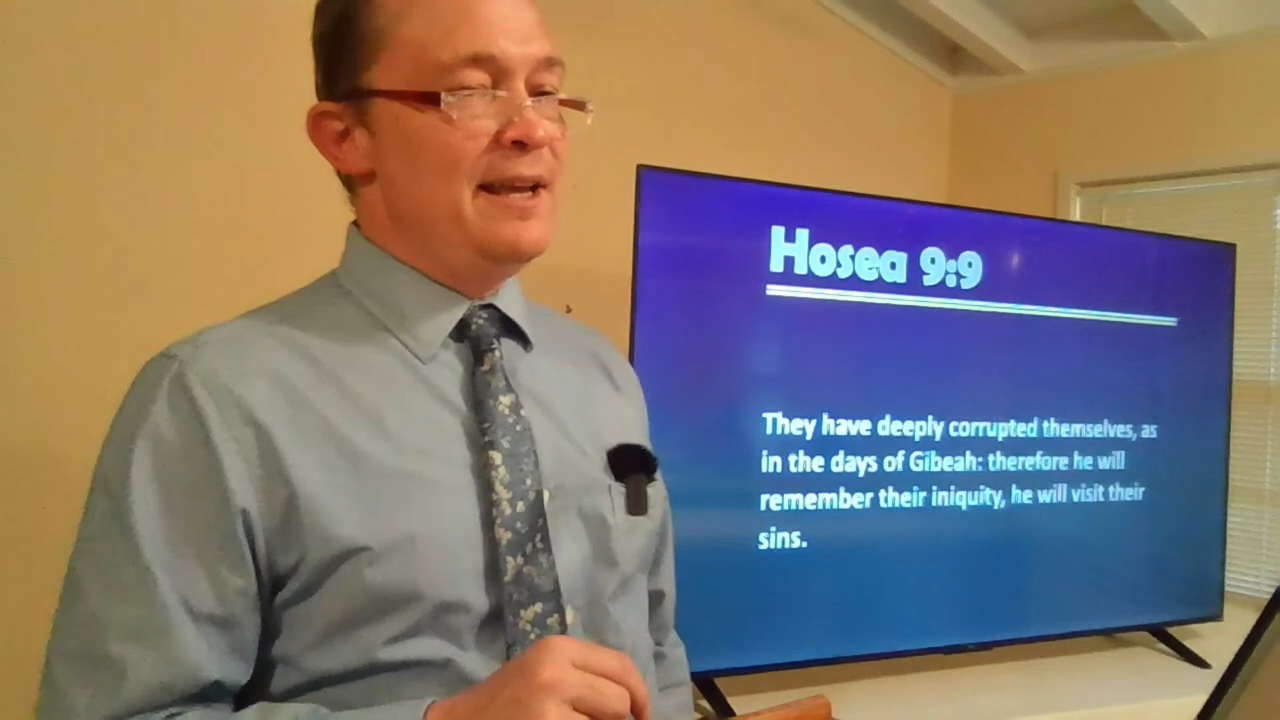 Hosea 9:9
They have deeply corrupted themselves, as
in the days of Gibeah: therefore he will
remember their iniquity, he will visit their
sins.